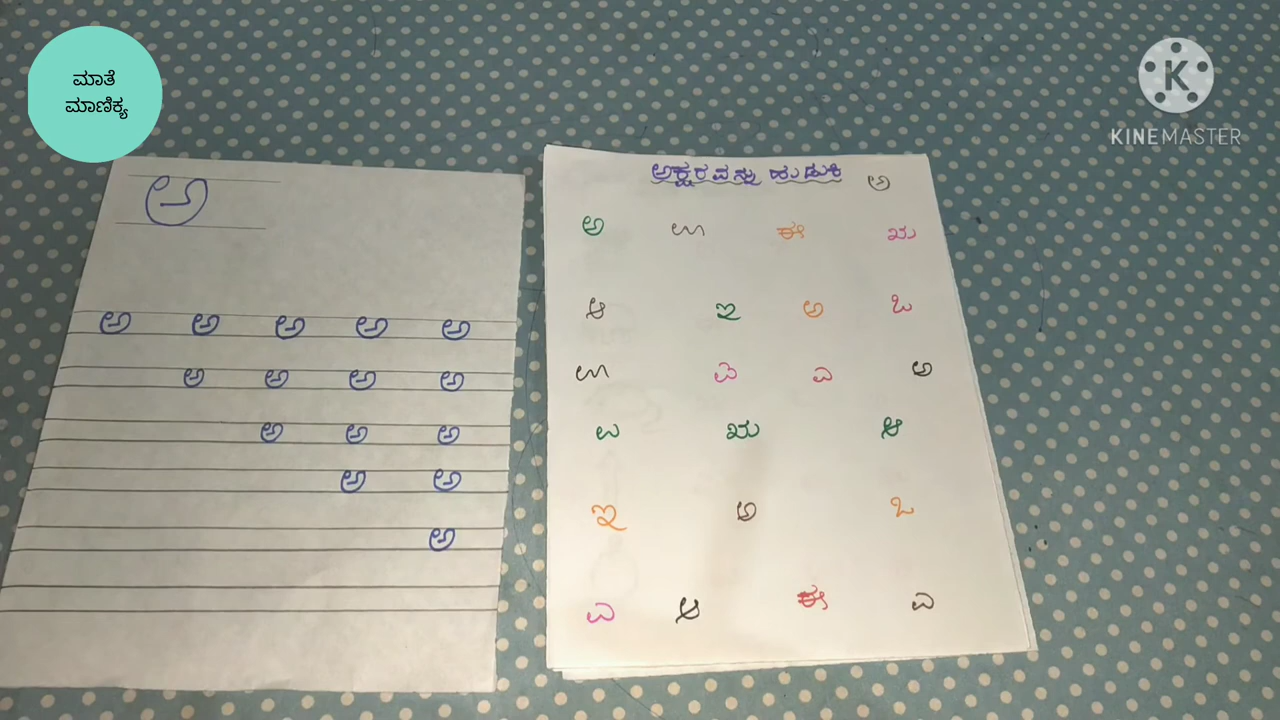 ಮಾತೆ
ಮಾಣಿಕ್ಯ
KINEMASTER
ಅ
ಅ ಅ ಅ ಅ ಅ
ಅ ಅ ಅ ಅ
ಅ ಅ ಅ
ಅ ಅ
ಅ
ಅಕ್ಷರವನ್ನು ಹುಡುಕಿ ಅ
ಅ ಉ ಈ ಋ
ಆ ಇ ಅ ಒ
ಉ ಏ ಎ ಅ
ಋ ಆ
ಇ ಅ ಒ
ಎ ಆ ಈ ಎ